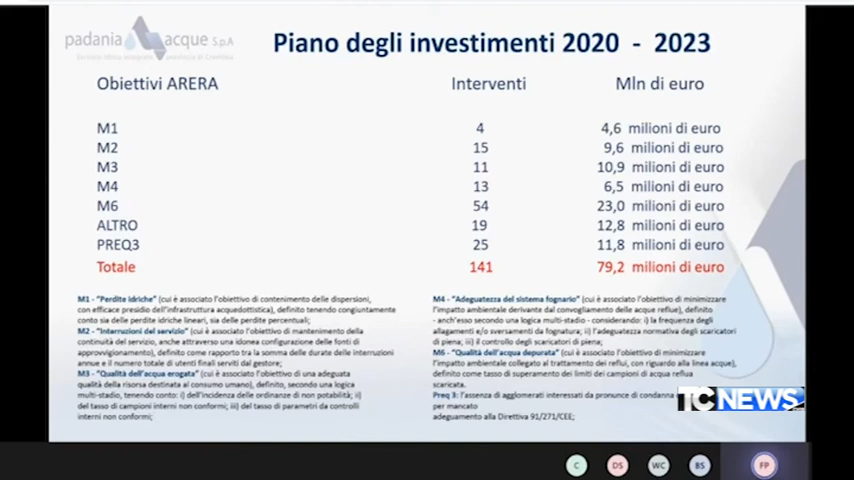 padania acque S.p.A
Piano degli investimenti 2020 - 2023
Obiettivi ARERA Interventi Mln di euro
M1 4 4,6 milioni di euro
M2 15 9,6 milioni di euro
M3 11 10,9 milioni di euro
M4 13 6,5 milioni di euro
M6 54 23,0 milioni di euro
ALTRO 19 12,8 milioni di euro
PREQ3 25 11,8 milioni di euro
Totale 141 79,2 milioni di euro
M1 - "Perdite idriche" (cui è associato l'obiettivo di contenimento delle dispersioni,
con efficace presidio dell'infrastruttura acquedottistica), definito tenendo congiuntamente
conto sia delle perdite idriche lineari, sia delle perdite percentuali;
M2 - "Interruzioni del servizio" (cui è associato l'obiettivo di mantenimento della
continuità del servizio, anche attraverso una idonea configurazione delle fonti di
approvvigionamento), definito come rapporto tra la somma delle durate delle interruzioni
annue e il numero totale di utenti finali serviti dal gestore;
M3 - "Qualità dell'acqua erogata" (cui è associato l'obiettivo di una adeguata
qualità della risorsa destinata al consumo umano), definito, secondo una logica
multi-stadio, tenendo conto: i) dell'incidenza delle ordinanze di non potabilità; ii)
del tasso di campioni interni non conformi; iii) del tasso di parametri da controlli
interni non conformi;
M4 - "Adeguatezza del sistema fognario" (cui è associato l'obiettivo di minimizzare
l'impatto ambientale derivante dal convogliamento delle acque reflue), definito
- anch'esso secondo una logica multi-stadio - considerando: i) la frequenza degli
allagamenti e/o sversamenti da fognatura; ii) l'adeguatezza normativa degli scaricatori
di piena; iii) il controllo degli scaricatori di piena;
M6 - "Qualità dell'acqua depurata" (cui è associato l'obiettivo di minimizzare
l'impatto ambientale collegato al trattamento dei reflui, con riguardo alla linea acque),
definito come tasso di superamento dei limiti dei campioni di acqua reflua
scaricata.
Preq 3: l'assenza di agglomerati interessati da pronunce di condanna
per mancato
adeguamento alla Direttiva 91/271/CEE;
TC NEWS
C DS WC BS FP